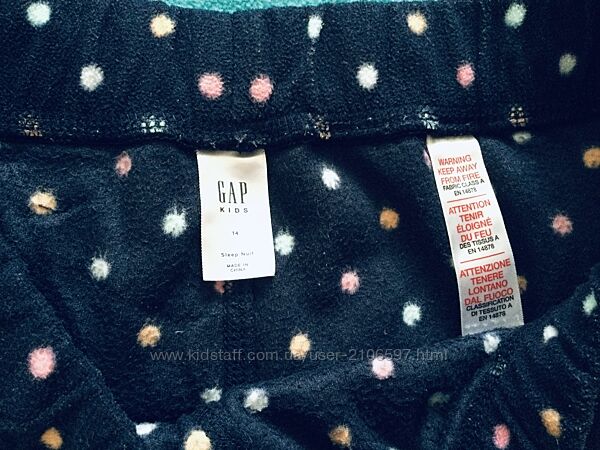 GAP
KIDS
14
Sleep Nuit
MADE IN
CHINA
WARNING
KEEP AWAY
FROM FIRE
FABRIC CLASS A
EN 14878
ATTENTION
TENIR
ÉLOIGNÉ
DU FEU
DES TISSUS A
EN 14878
ATTENZIONE
TENERE
LONTANO
DAL FUOCO
CLASSIFICATION
DI TESSUTO A
EN 14878
www.kidstaff.com.ua/user-2106597.html